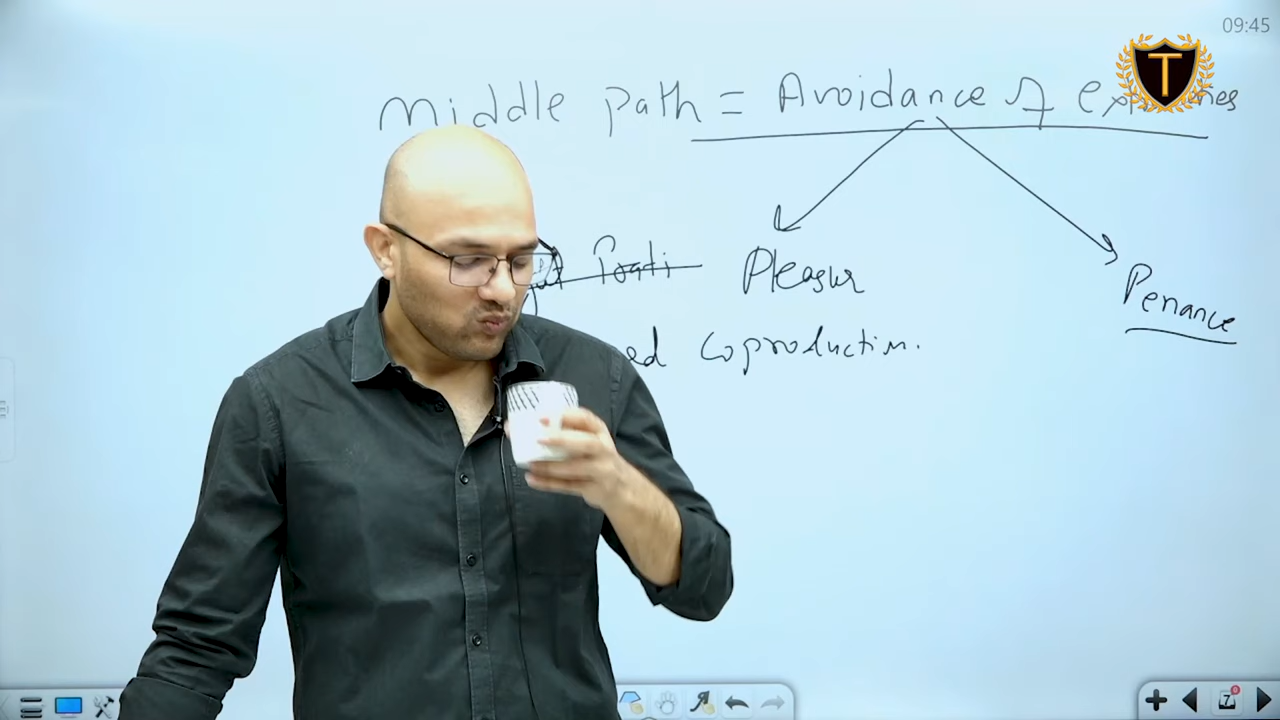 09:45
T
Middle path = Avoidance of
Pleasur
Penance
ed coproduction.